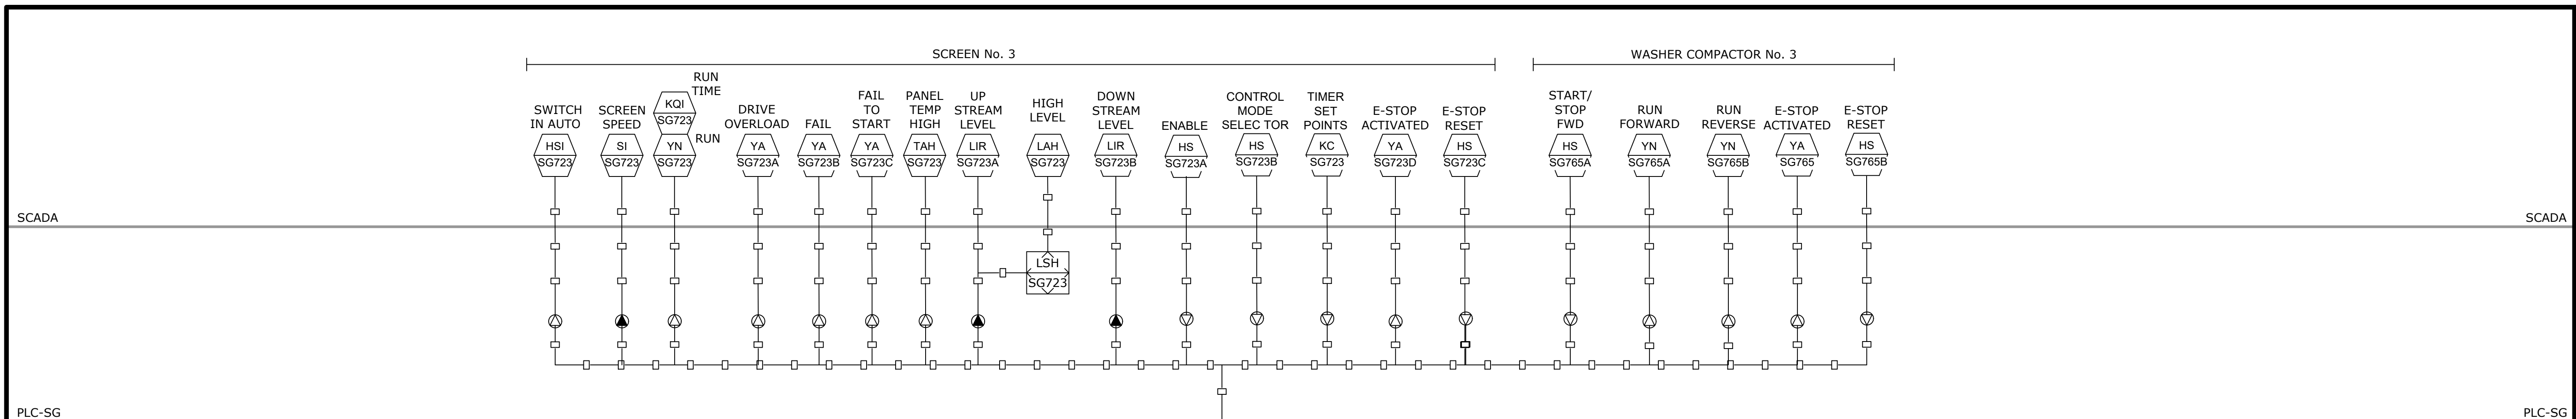 SCREEN No. 3
WASHER COMPACTOR No. 3
SWITCH
IN AUTO
HSI
SG723
SCREEN
SPEED
SI
SG723
RUN
TIME
KQI
SG723
RUN
YN
SG723
DRIVE
OVERLOAD
YA
SG723A
FAIL
YA
SG723B
FAIL
TO
START
YA
SG723C
PANEL
TEMP
HIGH
TAH
SG723
UP
STREAM
LEVEL
LIR
SG723A
HIGH
LEVEL
LAH
SG723
DOWN
STREAM
LEVEL
LIR
SG723B
ENABLE
HS
SG723A
CONTROL
MODE
SELEC TOR
HS
SG723B
TIMER
SET
POINTS
KC
SG723
E-STOP
ACTIVATED
YA
SG723D
E-STOP
RESET
HS
SG723C
START/
STOP
FWD
HS
SG765A
RUN
FORWARD
YN
SG765A
RUN
REVERSE
YN
SG765B
E-STOP
ACTIVATED
YA
SG765
E-STOP
RESET
HS
SG765B
SCADA
SCADA
LSH
SG723
PLC-SG
PLC-SG